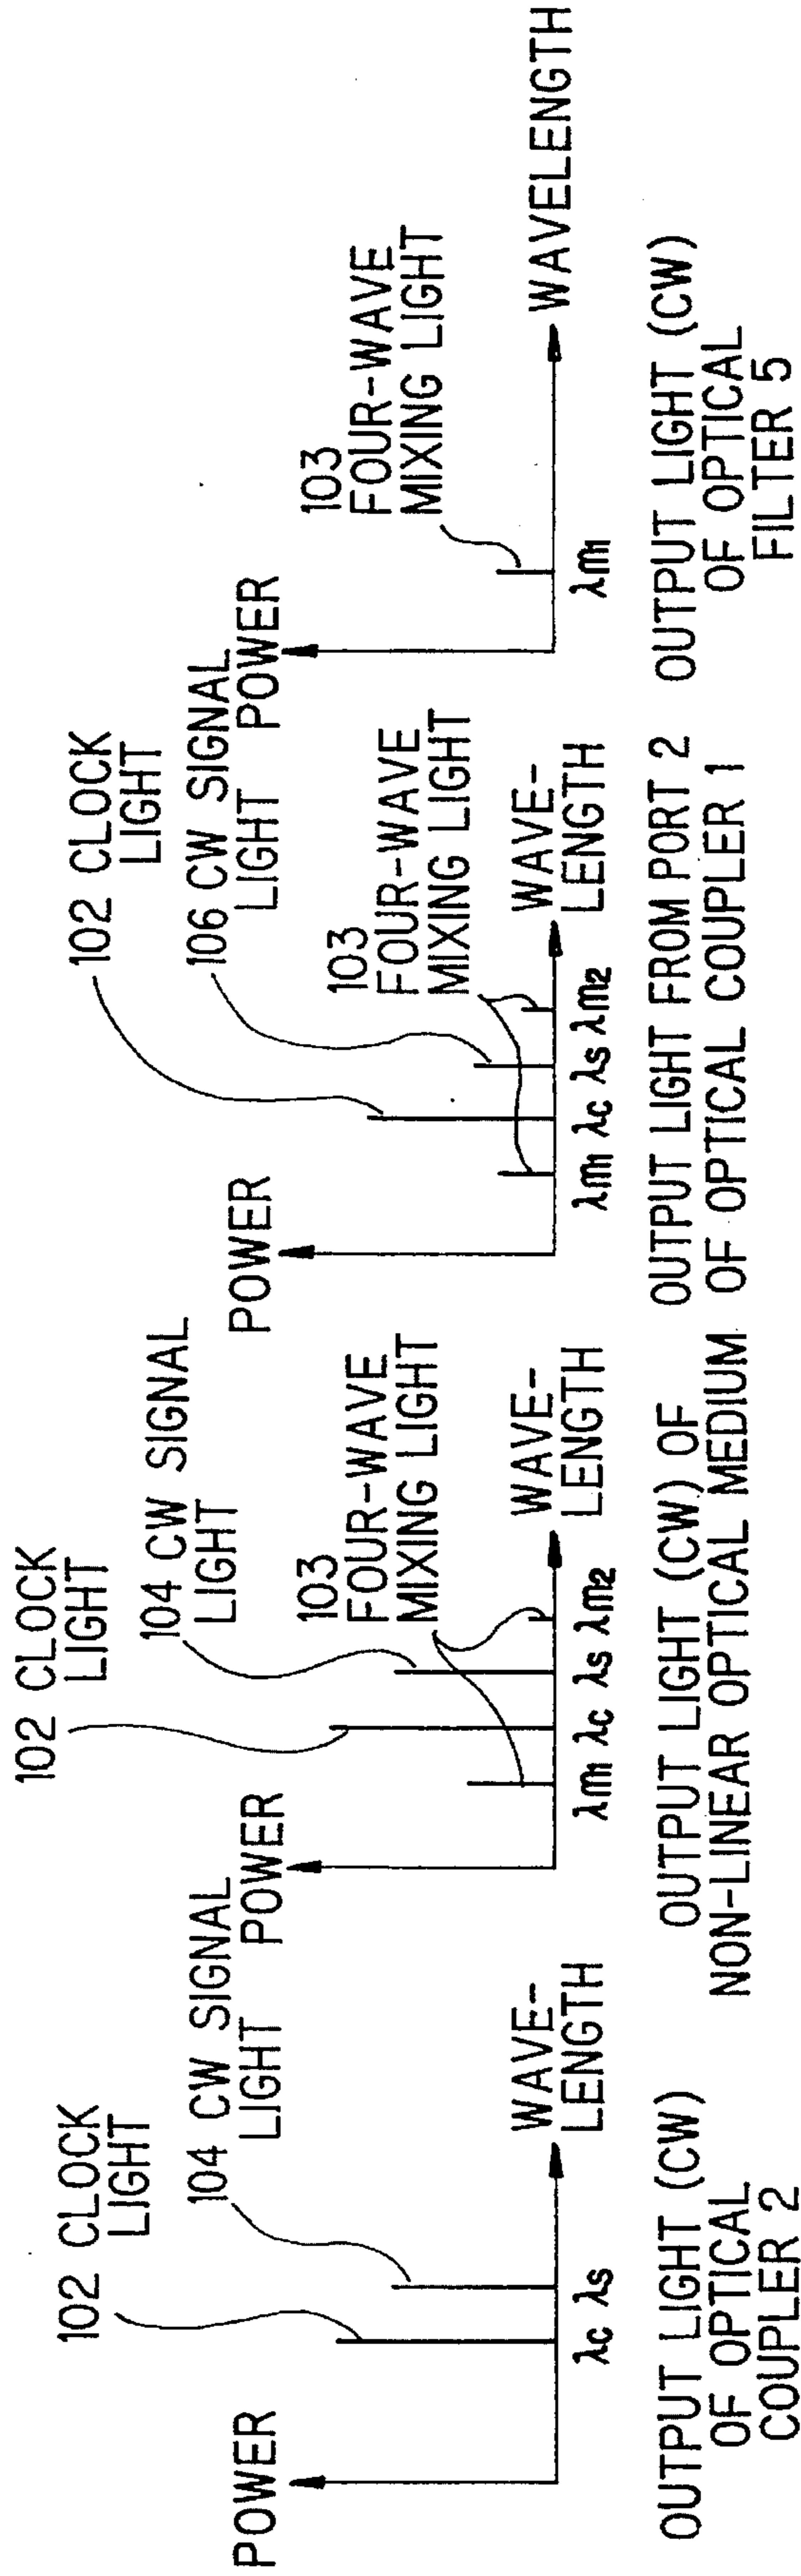 POWER
102 CLOCK
LIGHT
104 CW SIGNAL
LIGHT
WAVE-
LENGTH
λc λs
OUTPUT LIGHT (CW)
OF OPTICAL
COUPLER 2
POWER
102 CLOCK
LIGHT
104 CW SIGNAL
LIGHT
103
FOUR-WAVE
MIXING LIGHT
WAVE-
LENGTH
λm1 λc λs λm2
OUTPUT LIGHT (CW) OF
NON-LINEAR OPTICAL MEDIUM
POWER
102 CLOCK
LIGHT
106 CW SIGNAL
LIGHT
103
FOUR-WAVE
MIXING LIGHT
WAVE-
LENGTH
λm1 λc λs λm2
OUTPUT LIGHT FROM PORT 2
OF OPTICAL COUPLER 1
POWER
103
FOUR-WAVE
MIXING LIGHT
WAVELENGTH
λm1
OUTPUT LIGHT (CW)
OF OPTICAL
FILTER 5